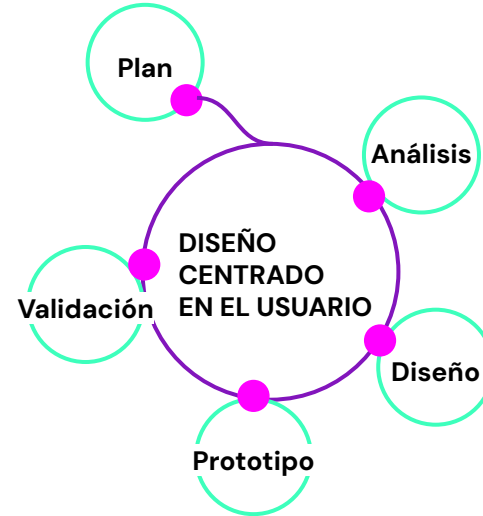 Plan
Análisis
DISEÑO
CENTRADO
EN EL USUARIO
Validación
Diseño
Prototipo